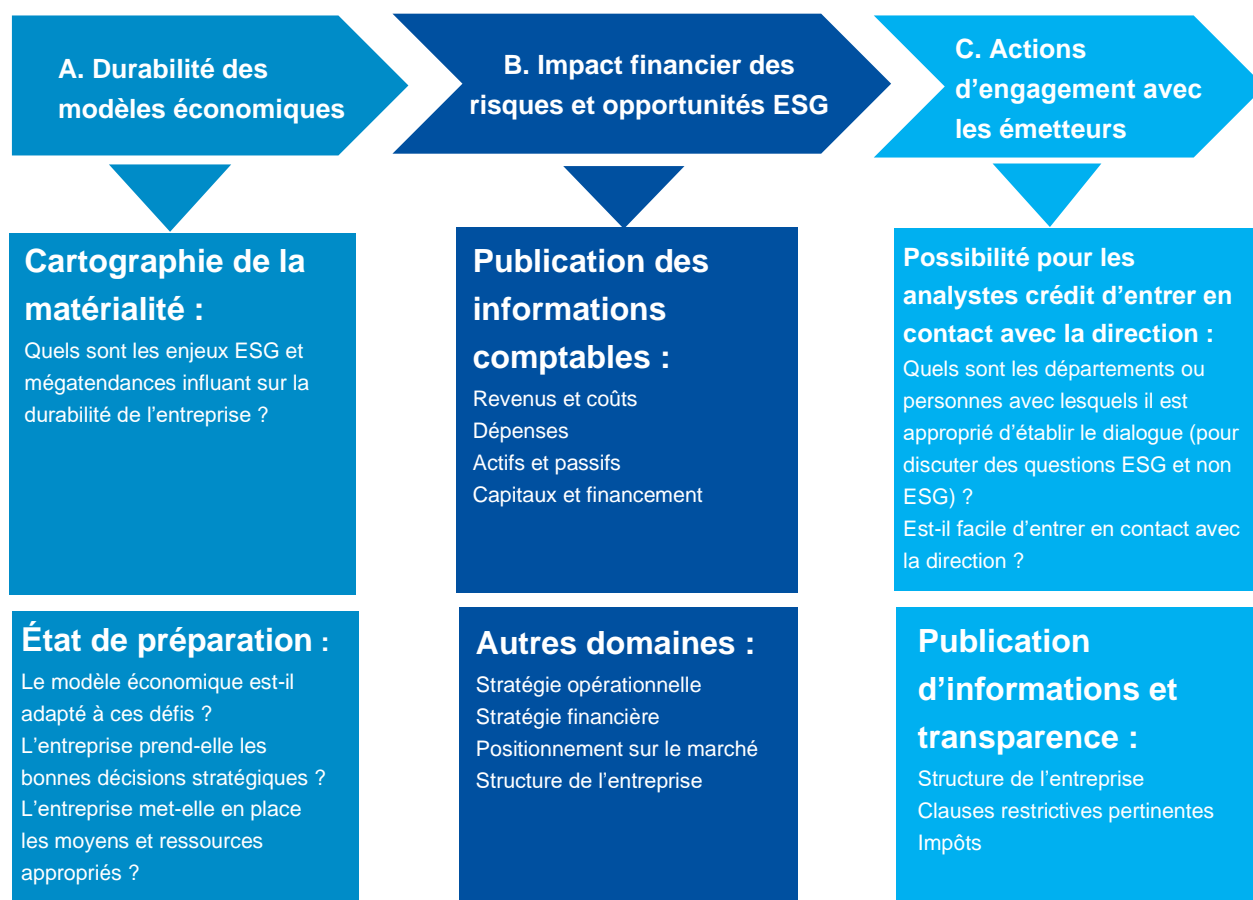 A. Durabilité des
modèles économiques
B. Impact financier des
risques et opportunités ESG
C. Actions
d’engagement avec
les émetteurs
Cartographie de la
matérialité :
Quels sont les enjeux ESG et
mégatendances influant sur la
durabilité de l’entreprise ?
Publication des
informations
comptables :
Revenus et coûts
Dépenses
Actifs et passifs
Capitaux et financement
Possibilité pour les
analystes crédit d’entrer en
contact avec la direction :
Quels sont les départements ou
personnes avec lesquels il est
approprié d’établir le dialogue (pour
discuter des questions ESG et non
ESG) ?
Est-il facile d’entrer en contact avec
la direction ?
État de préparation :
Le modèle économique est-il
adapté à ces défis ?
L’entreprise prend-elle les
bonnes décisions stratégiques ?
L’entreprise met-elle en place
les moyens et ressources
appropriés ?
Autres domaines :
Stratégie opérationnelle
Stratégie financière
Positionnement sur le marché
Structure de l’entreprise
Publication
d’informations et
transparence :
Structure de l’entreprise
Clauses restrictives pertinentes
Impôts